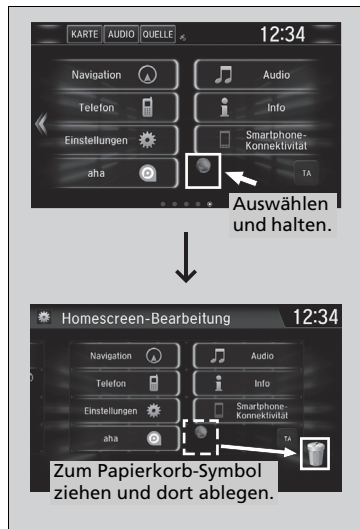 KARTE AUDIO QUELLE 12:34
Navigation Audio
Telefon Info
Einstellungen Smartphone-
Konnektivität
aha TA
Auswählen
und halten.
Homescreen-Bearbeitung 12:34
Navigation Audio
Telefon Info
Einstellungen Smartphone-
Konnektivität
aha TA
Zum Papierkorb-Symbol
ziehen und dort ablegen.